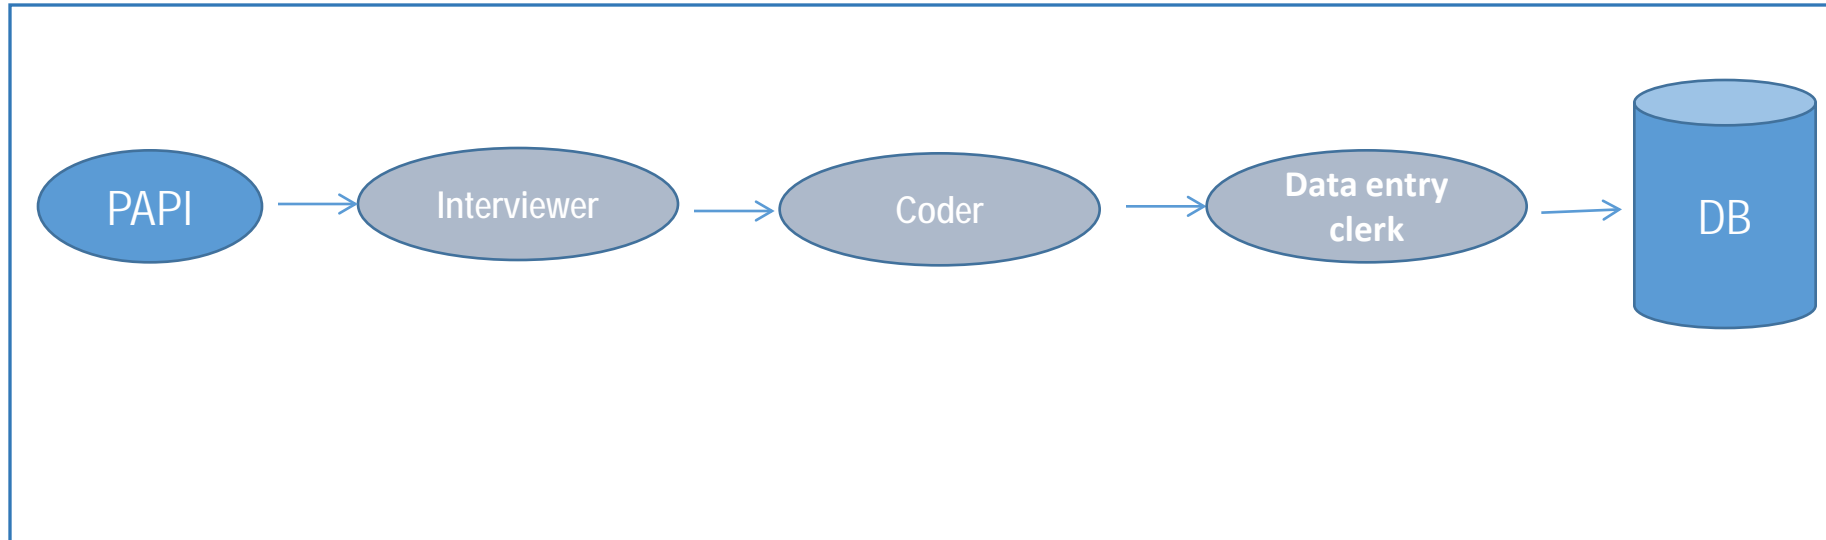 PAPI
Interviewer
Coder
Data entry
clerk
DB